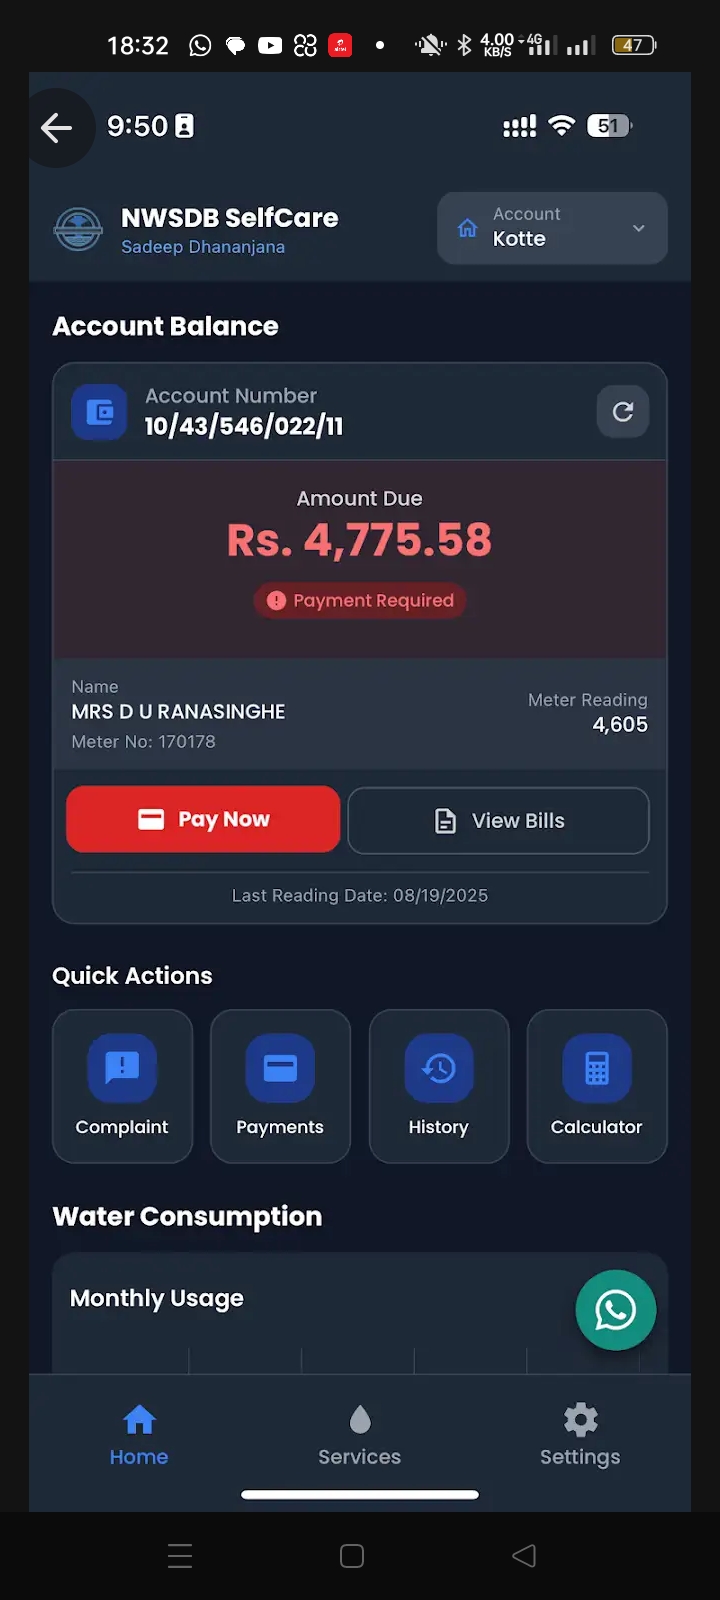 18:32
4.00 KB/S
4G
47
9:50
51
NWSDB SelfCare
Sadeep Dhananjana
Account
Kotte
Account Balance
Account Number
10/43/546/022/11
Amount Due
Rs. 4,775.58
Payment Required
Name
MRS D U RANASINGHE
Meter No: 170178
Meter Reading
4,605
Pay Now
View Bills
Last Reading Date: 08/19/2025
Quick Actions
Complaint
Payments
History
Calculator
Water Consumption
Monthly Usage
Home
Services
Settings